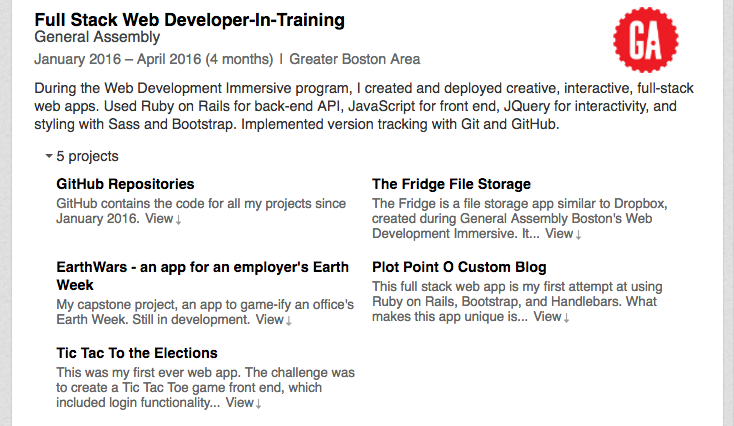 Full Stack Web Developer-In-Training
General Assembly
GA
January 2016 – April 2016 (4 months) | Greater Boston Area
During the Web Development Immersive program, I created and deployed creative, interactive, full-stack
web apps. Used Ruby on Rails for back-end API, JavaScript for front end, JQuery for interactivity, and
styling with Sass and Bootstrap. Implemented version tracking with Git and GitHub.
5 projects
GitHub Repositories
GitHub contains the code for all my projects since
January 2016. View↓
The Fridge File Storage
The Fridge is a file storage app similar to Dropbox,
created during General Assembly Boston's Web
Development Immersive. It... View↓
EarthWars - an app for an employer's Earth
Week
My capstone project, an app to game-ify an office's
Earth Week. Still in development. View↓
Plot Point O Custom Blog
This full stack web app is my first attempt at using
Ruby on Rails, Bootstrap, and Handlebars. What
makes this app unique is... View↓
Tic Tac To the Elections
This was my first ever web app. The challenge was
to create a Tic Tac Toe game front end, which
included login functionality... View↓